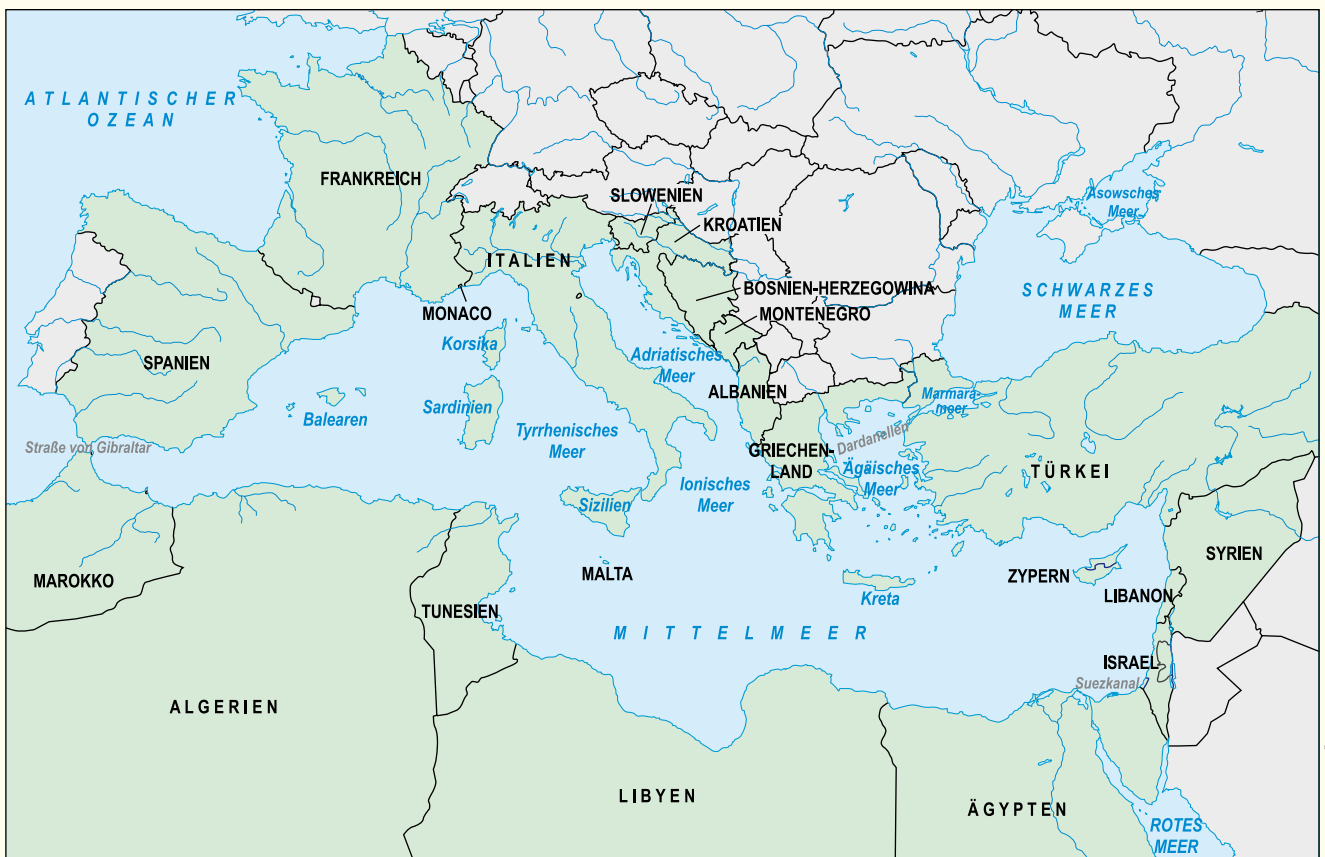 ATLANTISCHER
OZEAN
FRANKREICH
SLOWENIEN
Asowsches
Meer
KROATIEN
ITALIEN
BOSNIEN-HERZEGOWINA
SCHWARZES
MEER
MONACO
MONTENEGRO
Korsika
Adriatisches
Meer
SPANIEN
ALBANIEN
Marmara-
meer
Balearen
Sardinien
Tyrrhenisches
Meer
Dardanellen
Straße von Gibraltar
GRIECHEN-
LAND
Ägäisches
Meer
TÜRKEI
Ionisches
Meer
Sizilien
SYRIEN
MAROKKO
MALTA
ZYPERN
LIBANON
Kreta
TUNESIEN
MITTELMEER
ISRAEL
Suezkanal
ALGERIEN
LIBYEN
ÄGYPTEN
ROTES
MEER